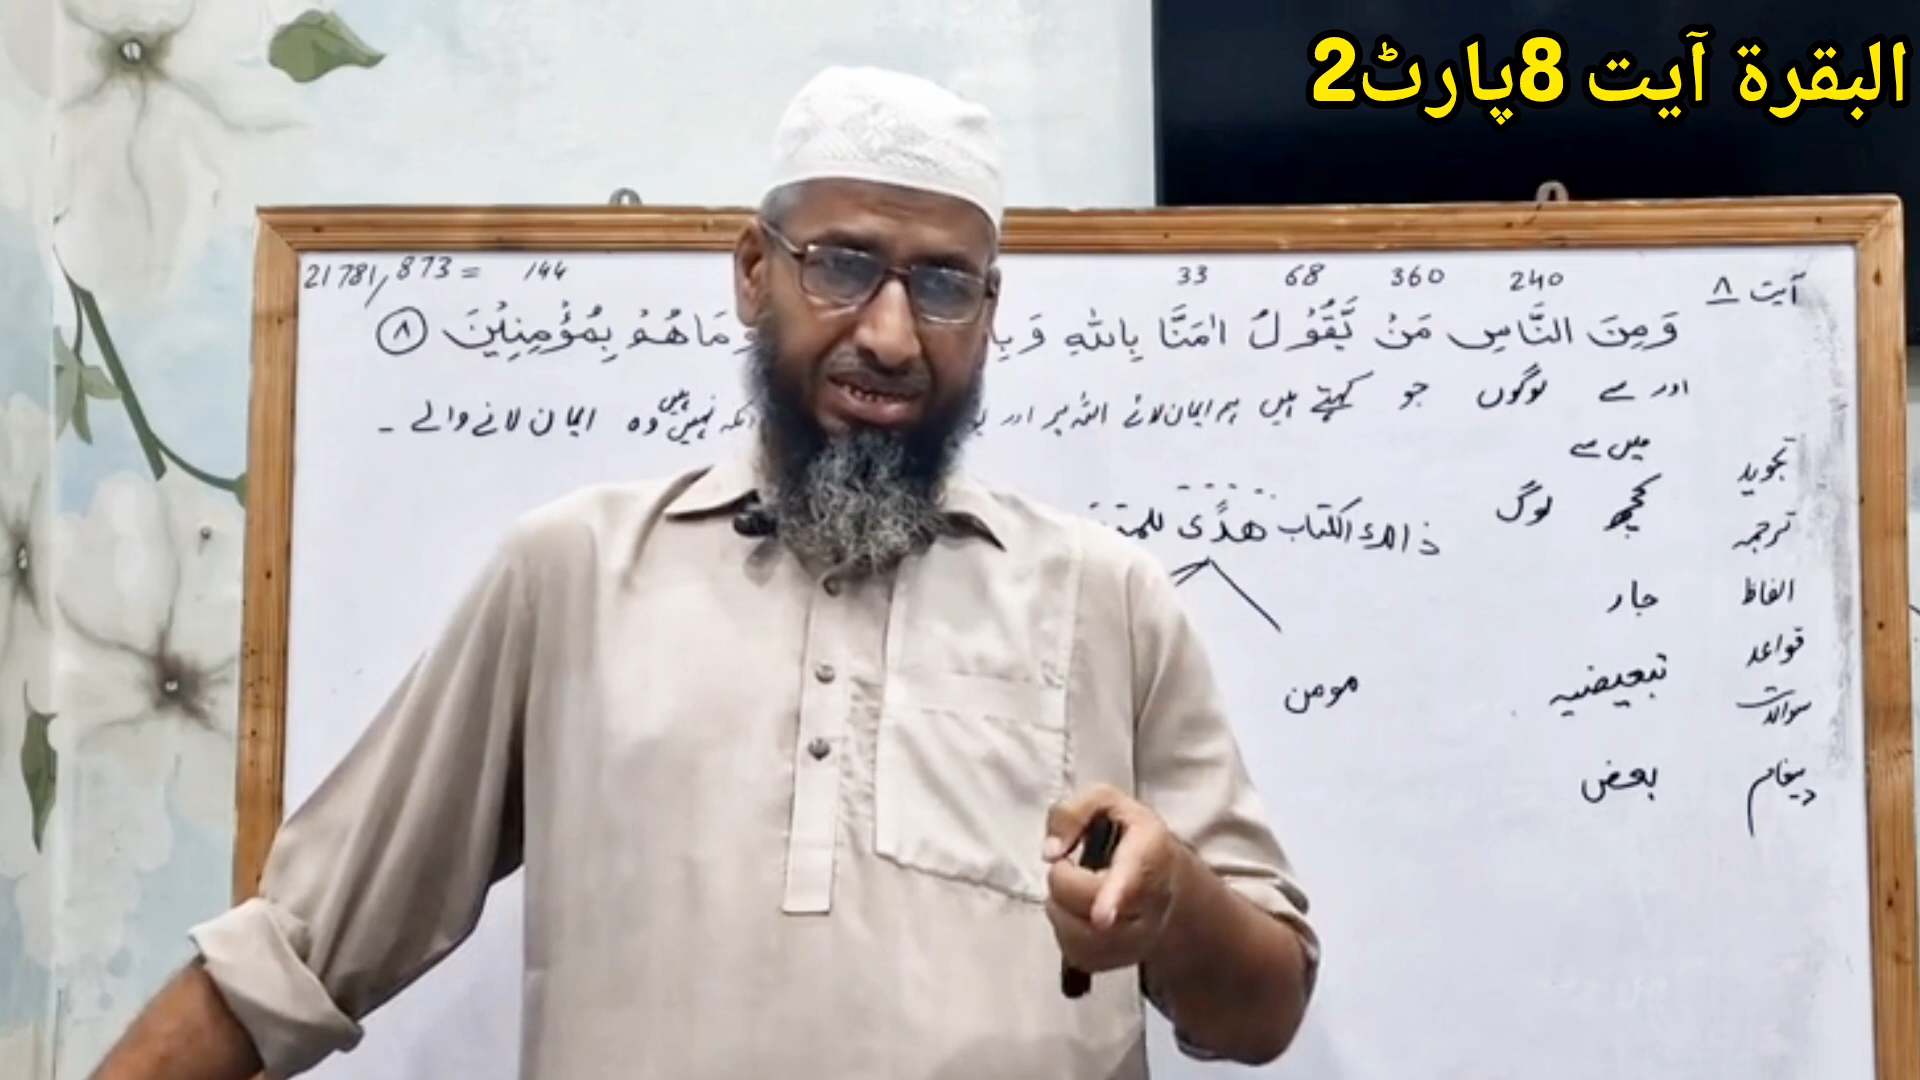 البقرة آیت 8پارٹ2
آیت ۸ 240 360 68 33 144 21781,873=
وَمِنَ النَّاسِ مَنْ يَّقُوْلُ اٰمَنَّا بِاللّٰهِ وَبِا وَمَاهُمْ بِمُؤْمِنِيْنَ ۸
اور سے لوگوں جو کہتے ہیں ہم ایمان لائے اللہ پر اور نہیں ہیں وہ ایمان لانے والے ۔
میں سے
تجوید
کچھ لوگ
ذالک الکتاب ھدًی للمت
ترجمہ
جار
الفاظ
قواعد
تبعیضیہ
مومن
سوالات
بعض
پیغام